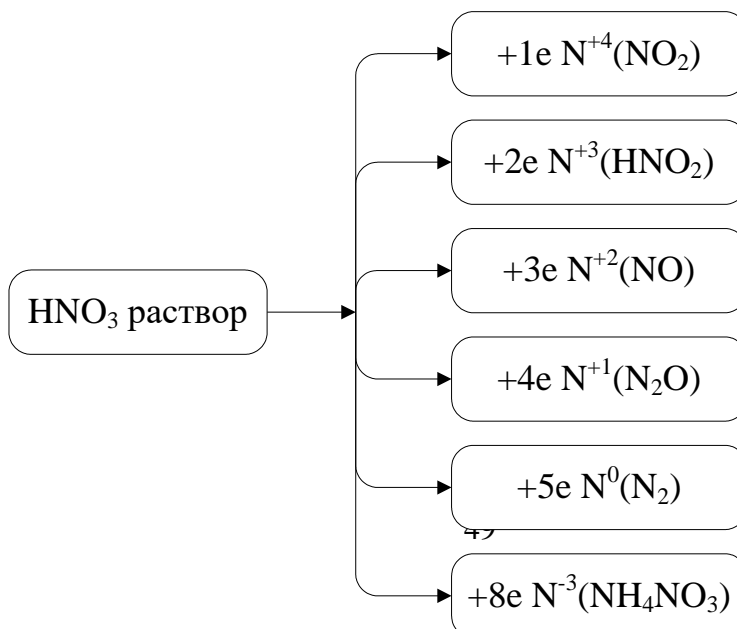 +1e N⁺⁴(NO₂)
+2e N⁺³(HNO₂)
+3e N⁺²(NO)
HNO₃ раствор
+4e N⁺¹(N₂O)
+5e N⁰(N₂)
49
+8e N⁻³(NH₄NO₃)